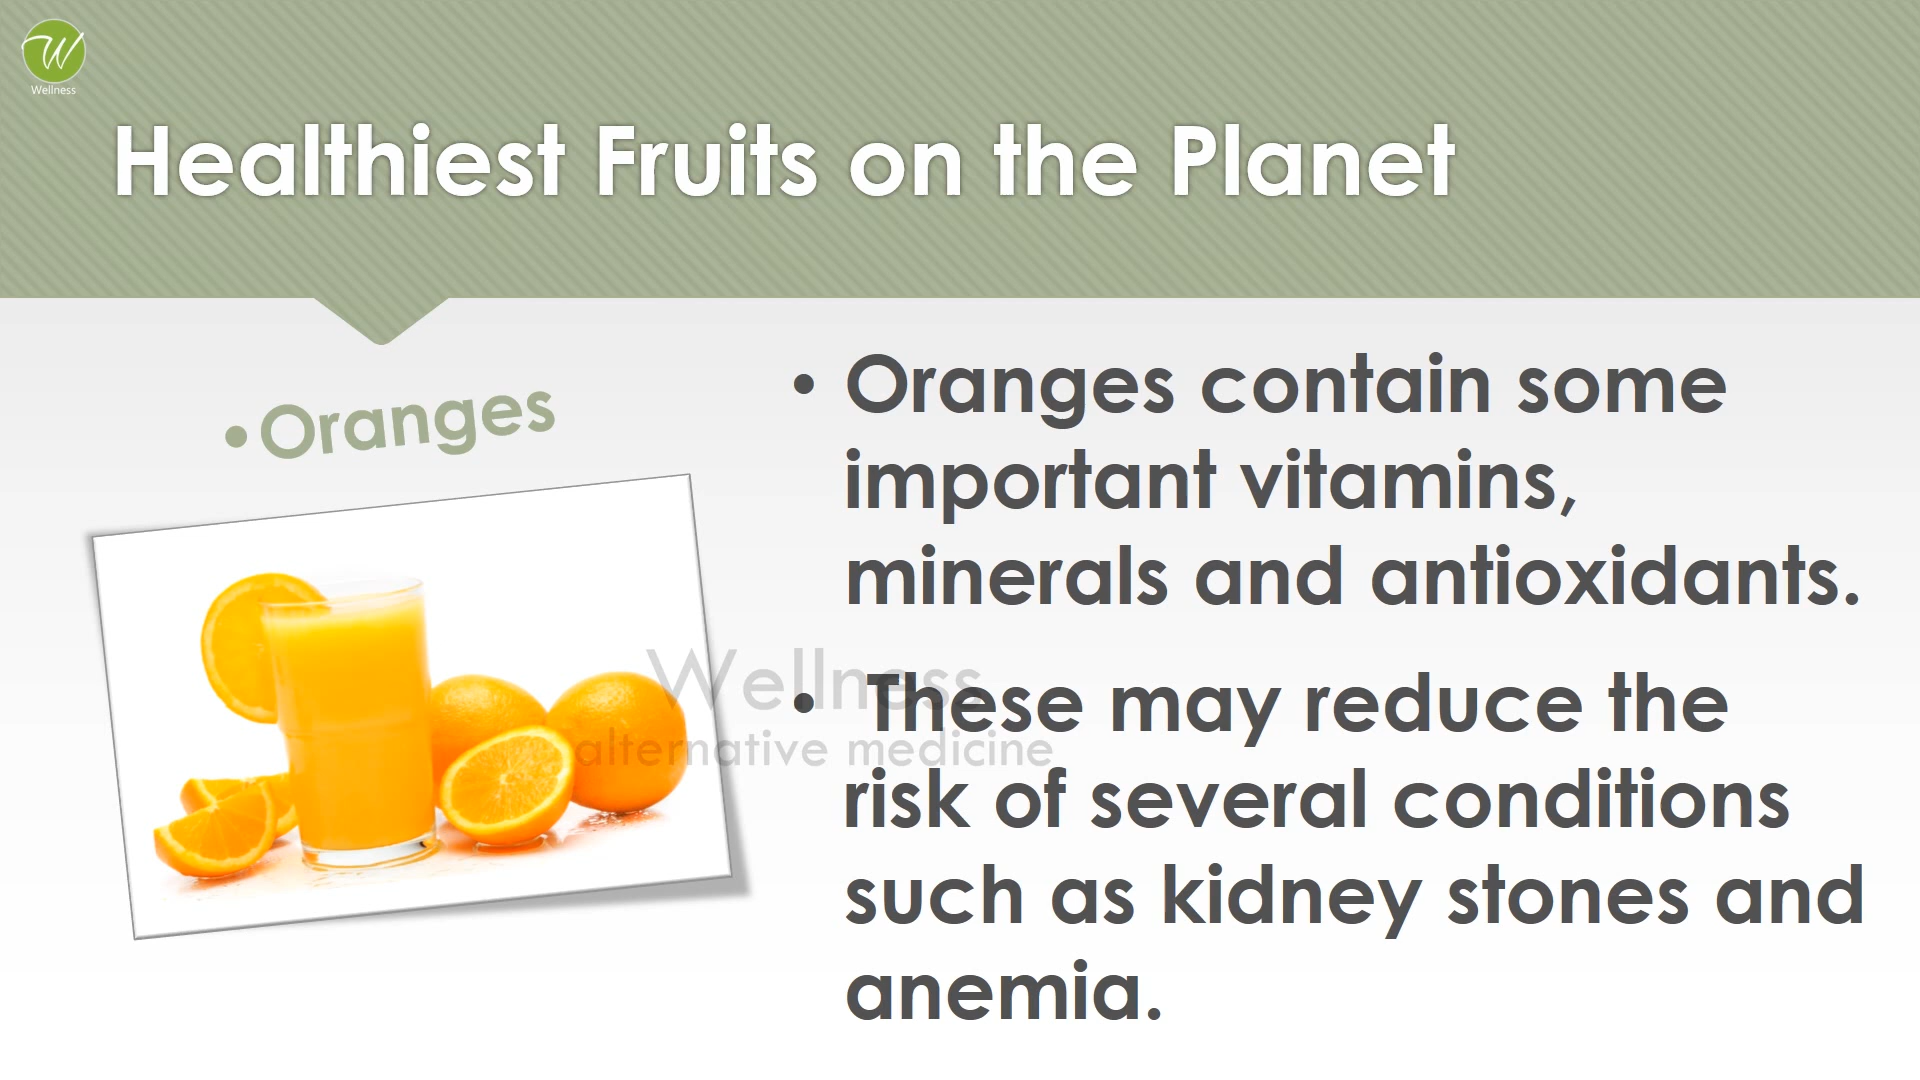 W
Wellness
Healthiest Fruits on the Planet
•Oranges
• Oranges contain some
important vitamins,
minerals and antioxidants.
Wellness
alternative medicine
• These may reduce the
risk of several conditions
such as kidney stones and
anemia.